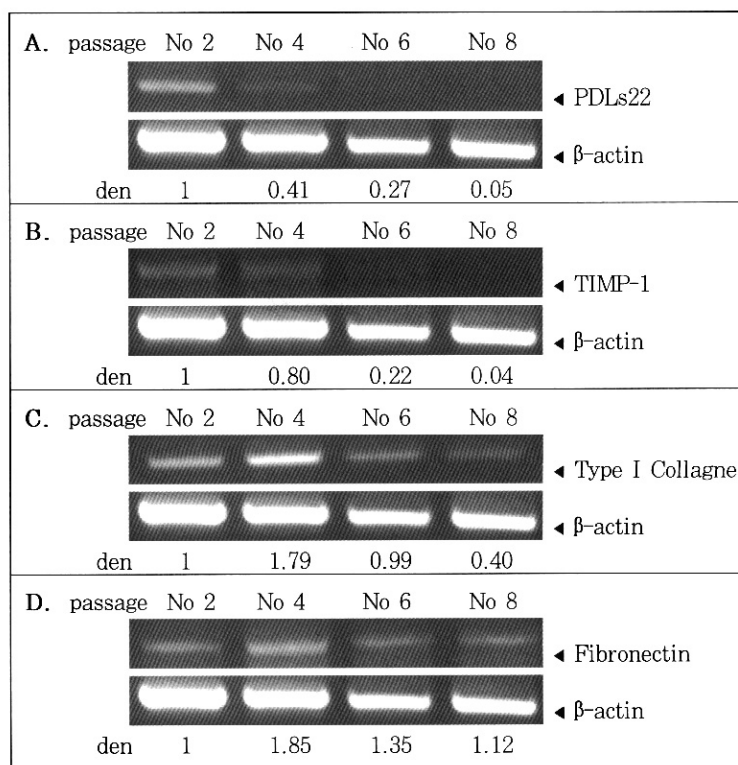 A. passage No 2 No 4 No 6 No 8
◄ PDLs22
◄ β-actin
den 1 0.41 0.27 0.05
B. passage No 2 No 4 No 6 No 8
◄ TIMP-1
◄ β-actin
den 1 0.80 0.22 0.04
C. passage No 2 No 4 No 6 No 8
◄ Type I Collagne
◄ β-actin
den 1 1.79 0.99 0.40
D. passage No 2 No 4 No 6 No 8
◄ Fibronectin
◄ β-actin
den 1 1.85 1.35 1.12